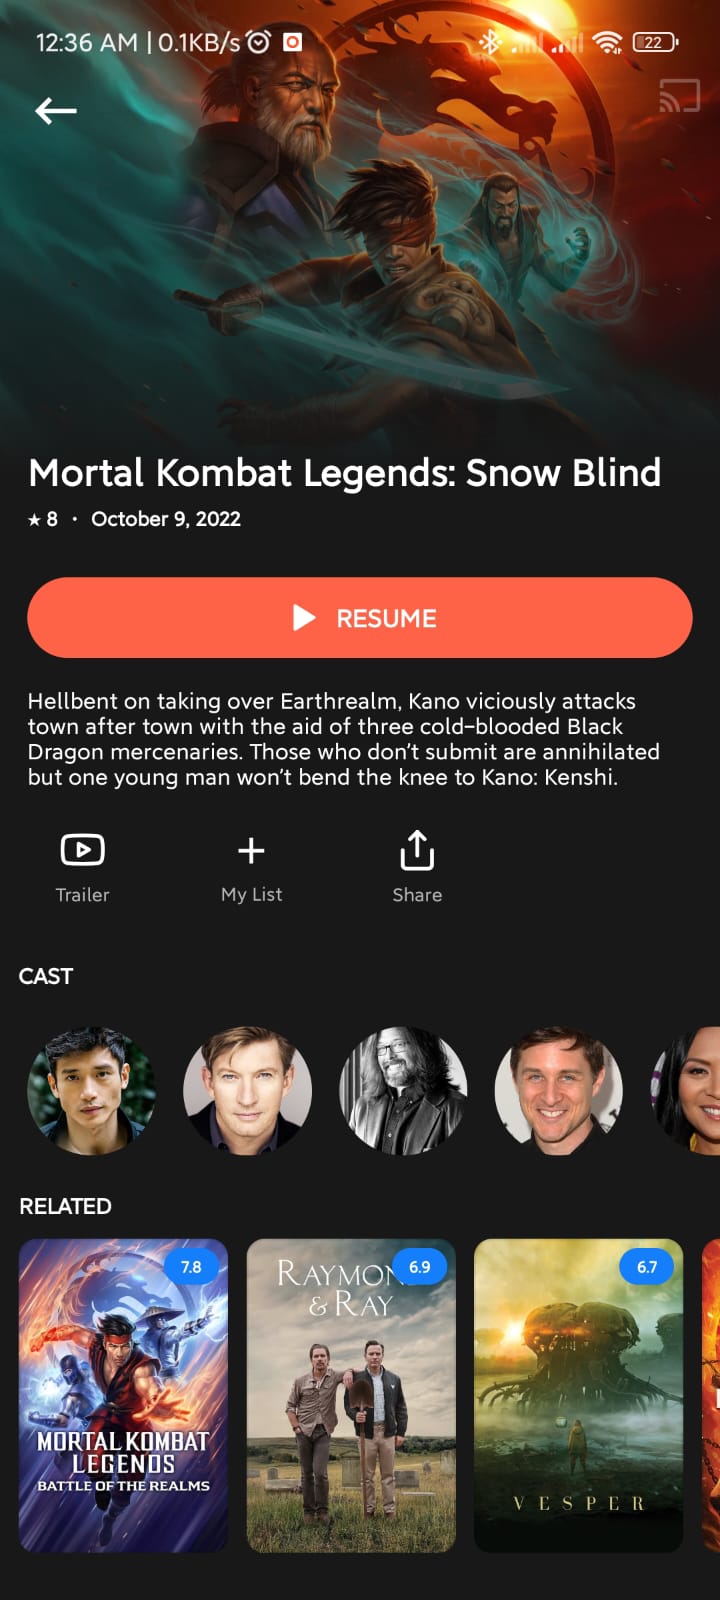 12:36 AM | 0.1KB/s
22
Mortal Kombat Legends: Snow Blind
★ 8 · October 9, 2022
RESUME
Hellbent on taking over Earthrealm, Kano viciously attacks
town after town with the aid of three cold-blooded Black
Dragon mercenaries. Those who don't submit are annihilated
but one young man won't bend the knee to Kano: Kenshi.
Trailer
My List
Share
CAST
RELATED
7.8
MORTAL KOMBAT
LEGENDS
BATTLE OF THE REALMS
6.9
& RAY
6.7
VESPER